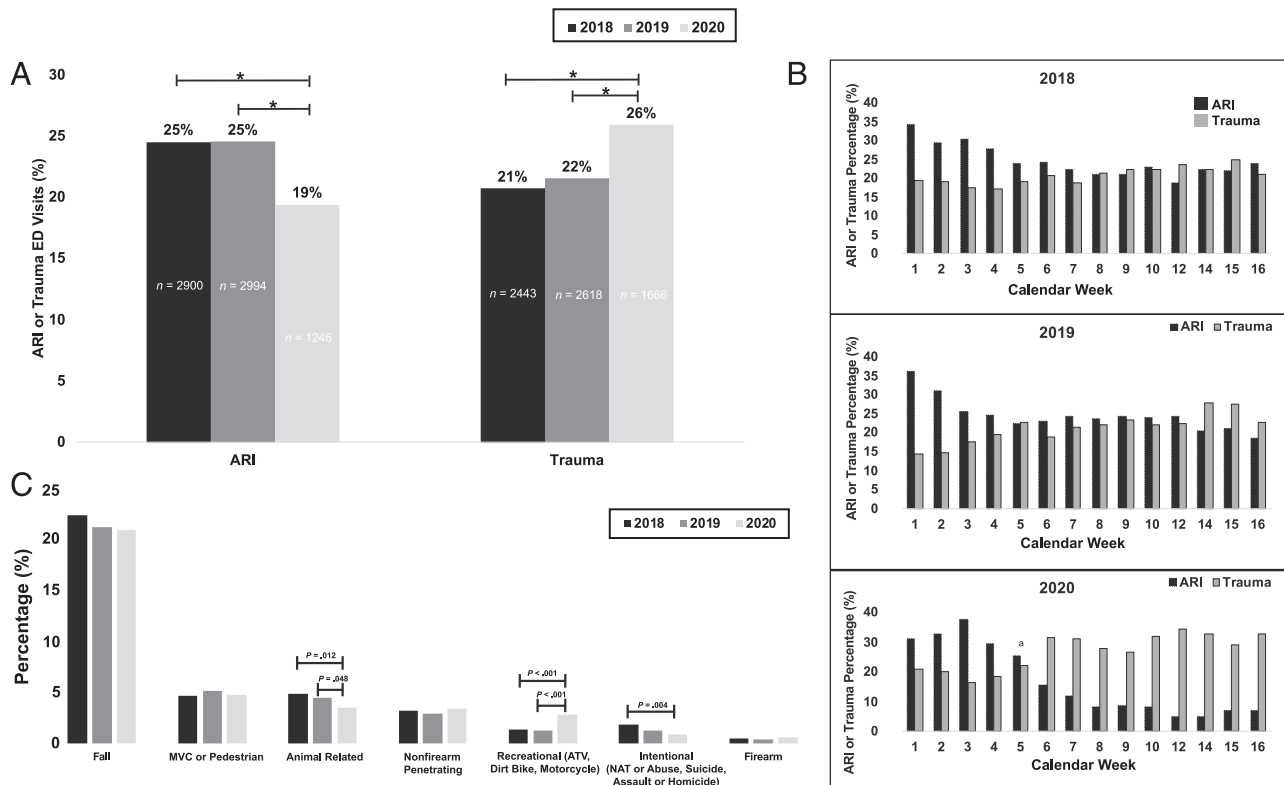 2018 2019 2020
A
ARI or Trauma ED Visits (%)
30
25
20
15
10
5
0
*
*
25%
25%
19%
n = 2900
n = 2994
n = 1246
ARI
*
*
21%
22%
26%
n = 2443
n = 2618
n = 1666
Trauma
B
2018
ARI
Trauma
ARI or Trauma Percentage (%)
40
35
30
25
20
15
10
5
0
1 2 3 4 5 6 7 8 9 10 12 14 15 16
Calendar Week
2019
ARI Trauma
ARI or Trauma Percentage (%)
40
35
30
25
20
15
10
5
0
1 2 3 4 5 6 7 8 9 10 12 14 15 16
Calendar Week
2020
ARI Trauma
ARI or Trauma Percentage (%)
40
30
20
10
0
a
1 2 3 4 5 6 7 8 9 10 12 14 15 16
Calendar Week
C
2018 2019 2020
Percentage (%)
25
20
15
10
5
0
P = .012
P = .048
P < .001
P < .001
P = .004
Fall
MVC or Pedestrian
Animal Related
Nonfirearm
Penetrating
Recreational (ATV,
Dirt Bike, Motorcycle)
Intentional
(NAT or Abuse, Suicide,
Assault or Homicide)
Firearm